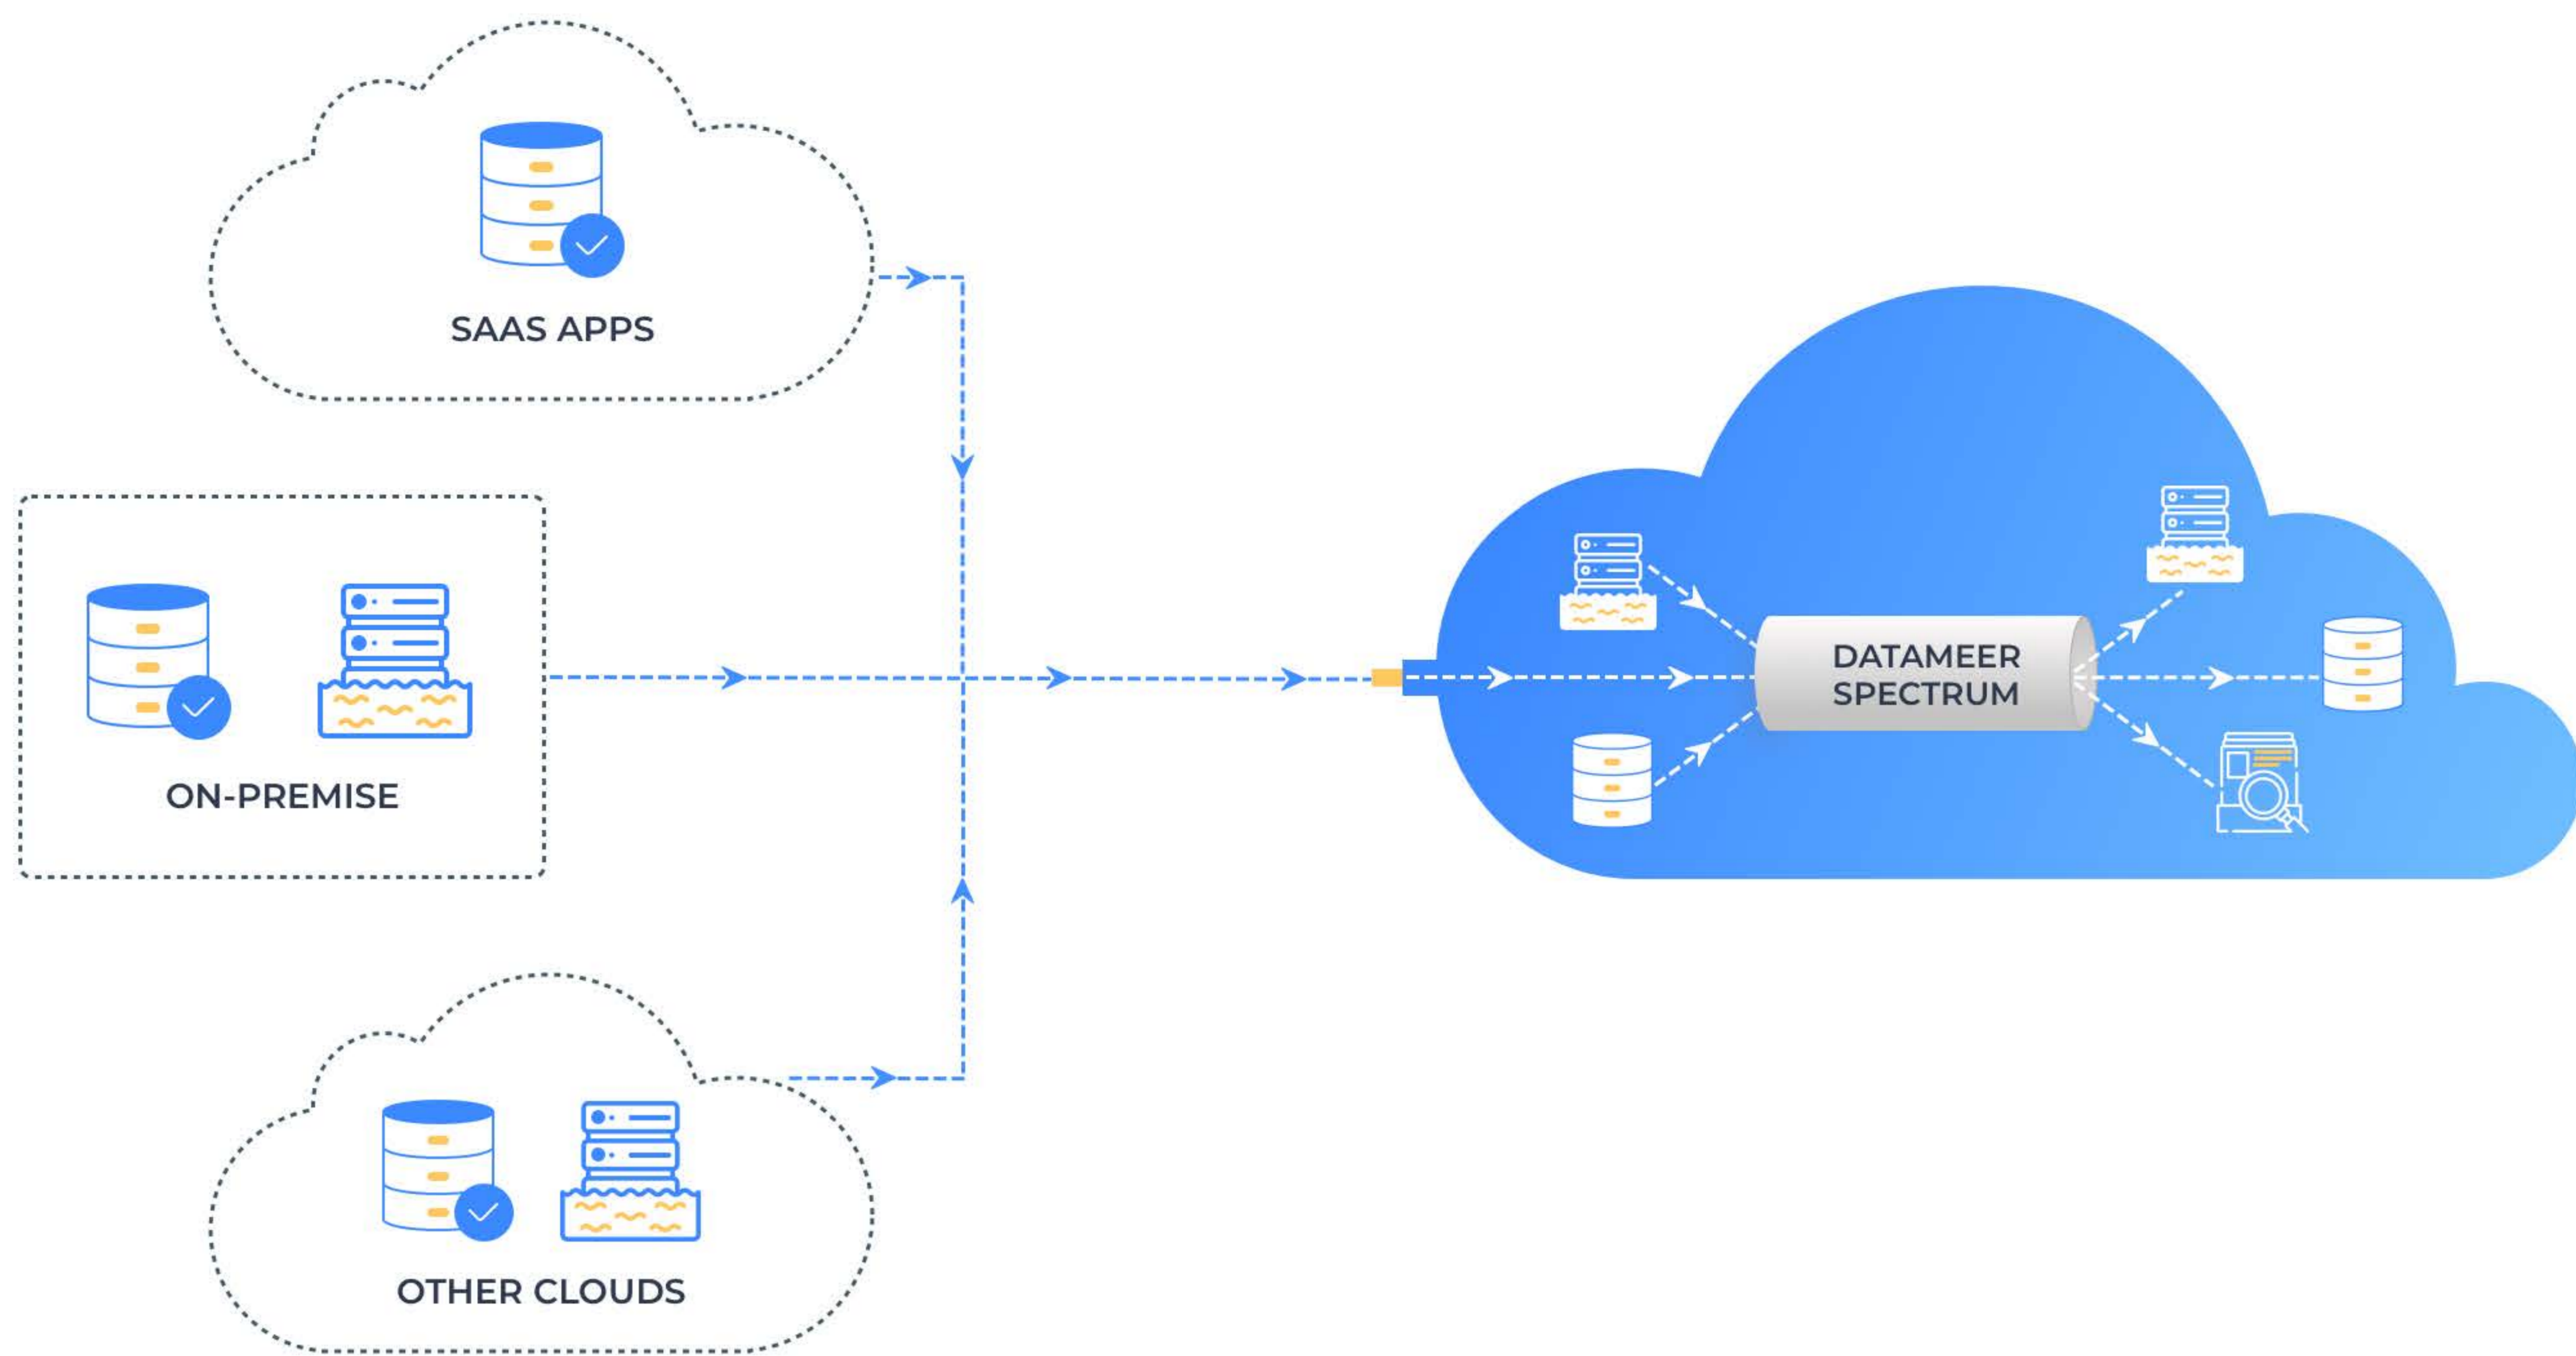 SAAS APPS
ON-PREMISE
DATAMEER
SPECTRUM
OTHER CLOUDS